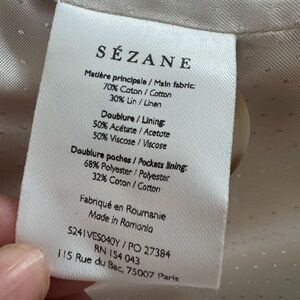 SÉZANE
Matière principale / Main fabric:
70% Coton / Cotton
30% Lin / Linen
Doublure / Lining:
50% Acétate / Acetate
50% Viscose / Viscose
Doublure poches / Pockets lining:
68% Polyester / Polyester
32% Coton / Cotton
Fabriqué en Roumanie
Made in Romania
S241VES040Y / PO 27384
RN 154 043
115 Rue du Bac, 75007 Paris